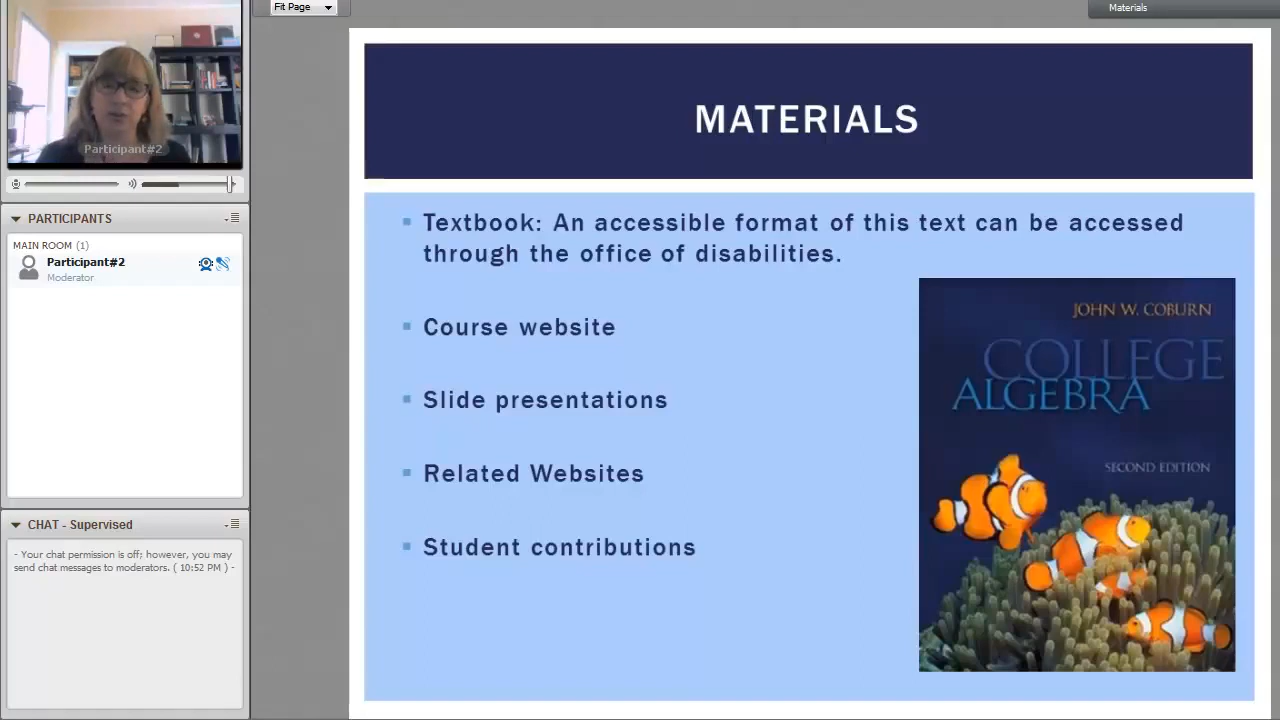 Fit Page
Materials
Participant#2
PARTICIPANTS
MAIN ROOM (1)
Participant#2
Moderator
CHAT - Supervised
- Your chat permission is off; however, you may
send chat messages to moderators. ( 10:52 PM ) -
MATERIALS
Textbook: An accessible format of this text can be accessed
through the office of disabilities.
Course website
Slide presentations
Related Websites
Student contributions
JOHN W. COBURN
COLLEGE
ALGEBRA
SECOND EDITION